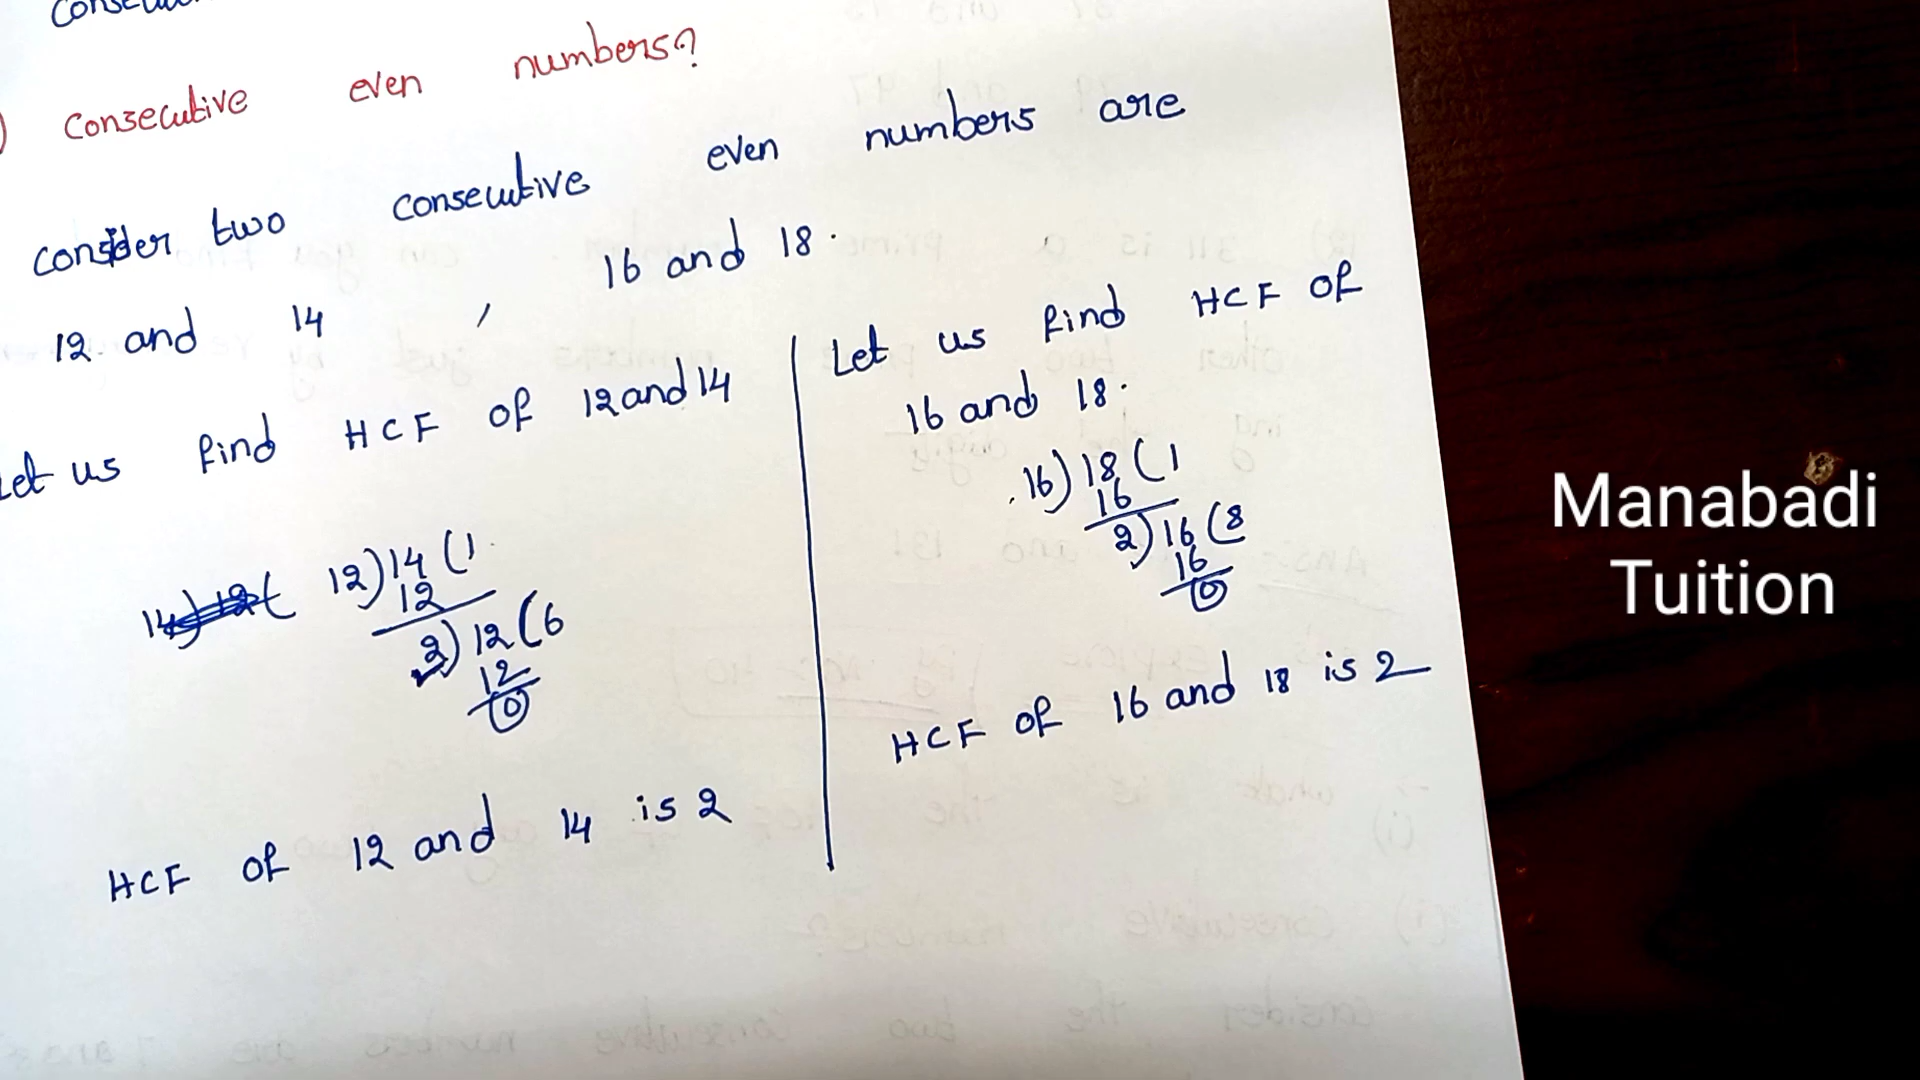 consecutive even numbers?
consider two consecutive even numbers are
12 and 14 , 16 and 18.
Let us find HCF of 12 and 14
14) 12 ( 12) 14 (1
12
2) 12 (6
12
0
HCF of 12 and 14 is 2
Let us find HCF of
16 and 18.
16) 18 (1
16
2) 16 (8
16
0
HCF of 16 and 18 is 2
Manabadi
Tuition